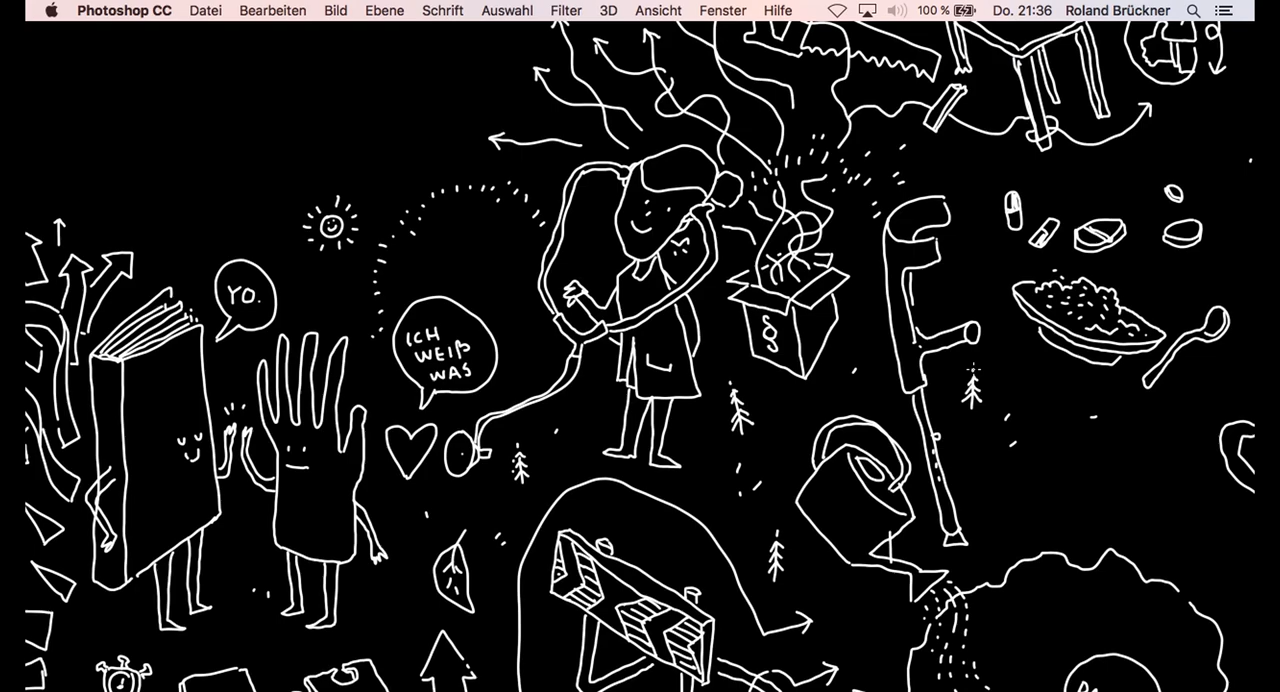 Photoshop CC Datei Bearbeiten Bild Ebene Schrift Auswahl Filter 3D Ansicht Fenster Hilfe 100 % Do. 21:36 Roland Brückner
YO.
ICH
WEIß
WAS
§